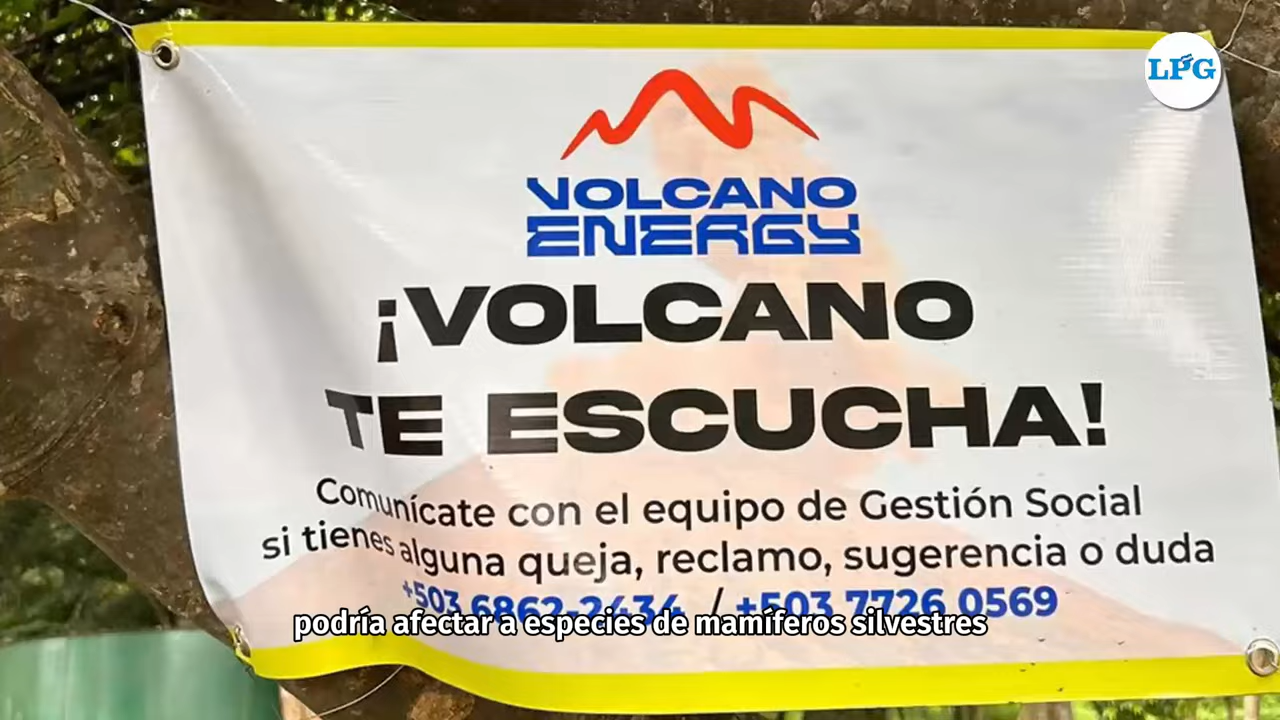 LPG
VOLCANO
ENERGY
¡VOLCANO
TE ESCUCHA!
Comunícate con el equipo de Gestión Social
si tienes alguna queja, reclamo, sugerencia o duda
+503 6862-2434 / +503 7726 0569
podría afectar a especies de mamíferos silvestres